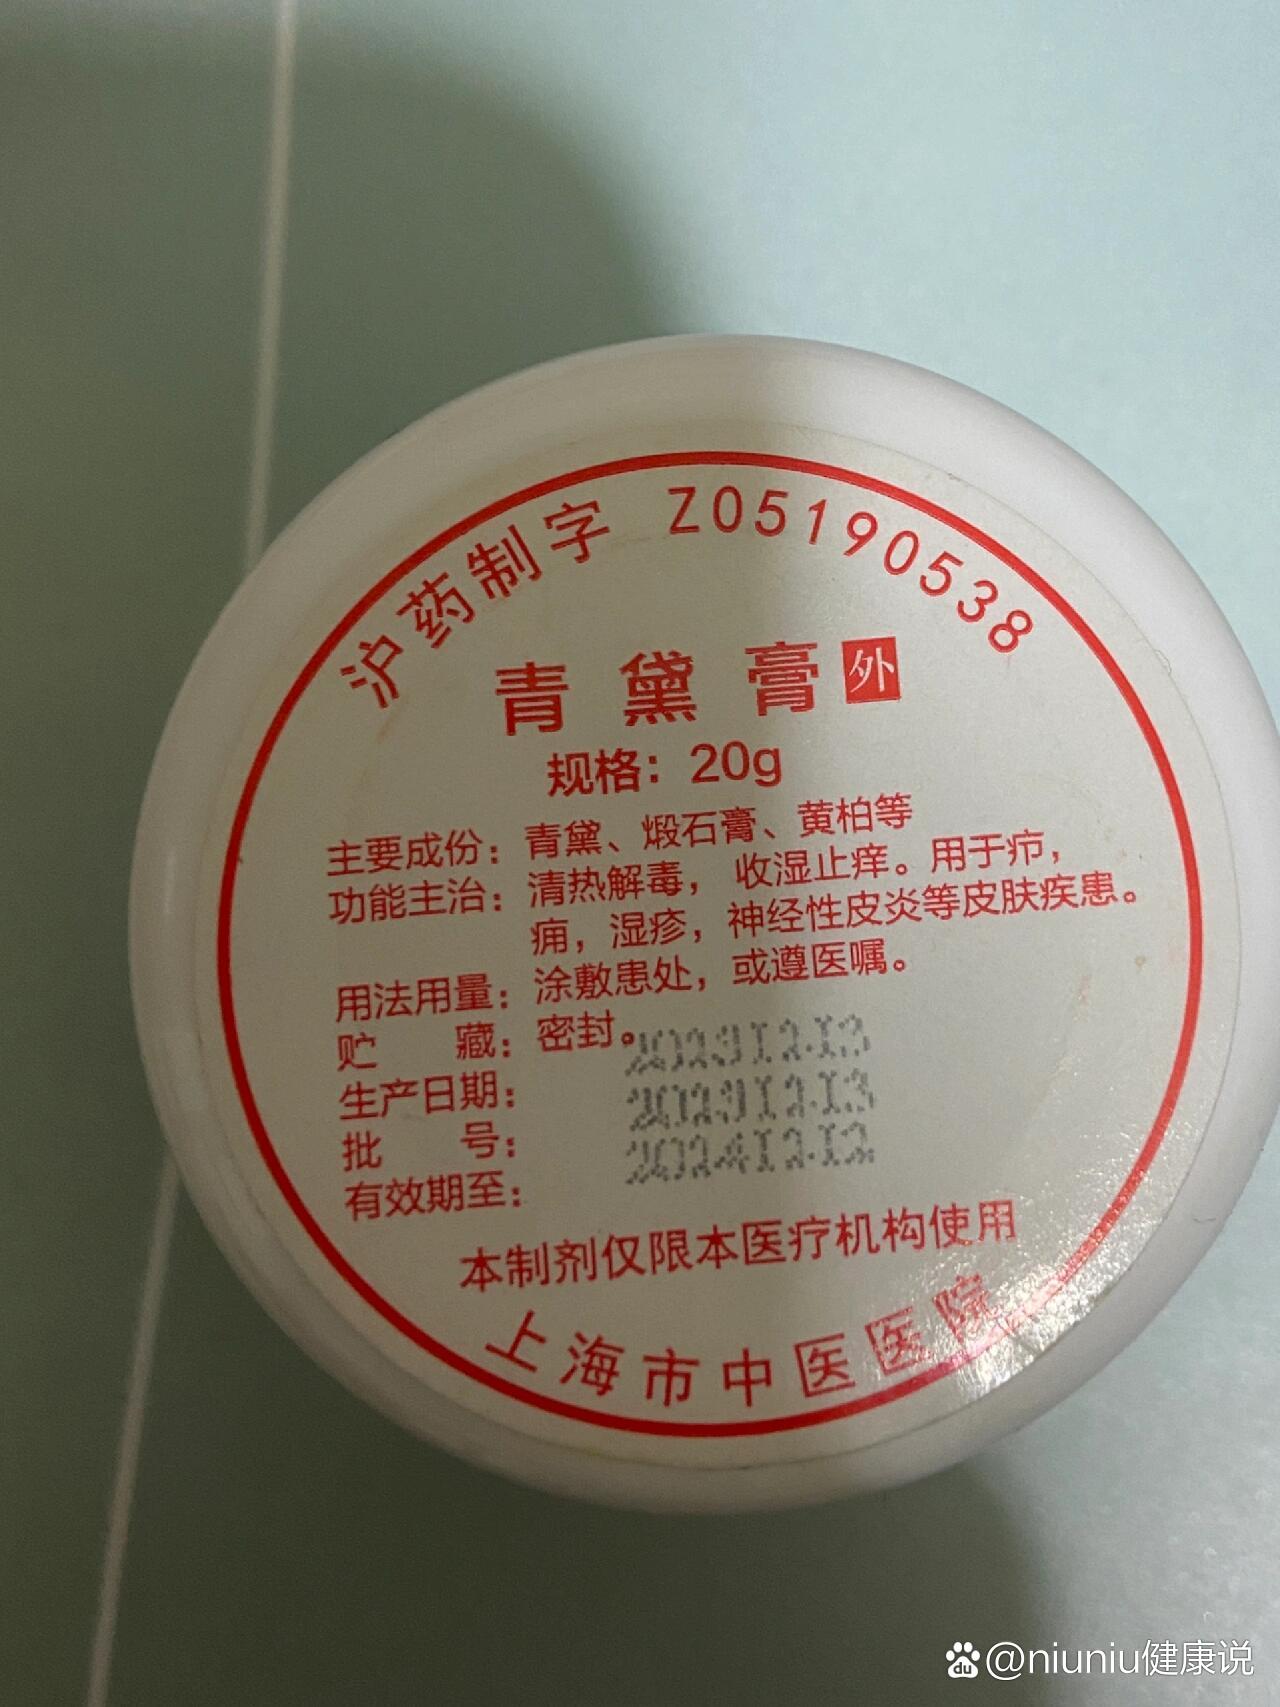 沪药制字 Z05190538
青黛膏 外
规格：20g
主要成份：青黛、煅石膏、黄柏等
功能主治：清热解毒，收湿止痒。用于疖，
痈，湿疹，神经性皮炎等皮肤疾患。
用法用量：涂敷患处，或遵医嘱。
贮 藏：密封。
生产日期：20231213
批 号：20231213
有效期至：20241212
本制剂仅限本医疗机构使用
上海市中医医院
du @niuniu健康说